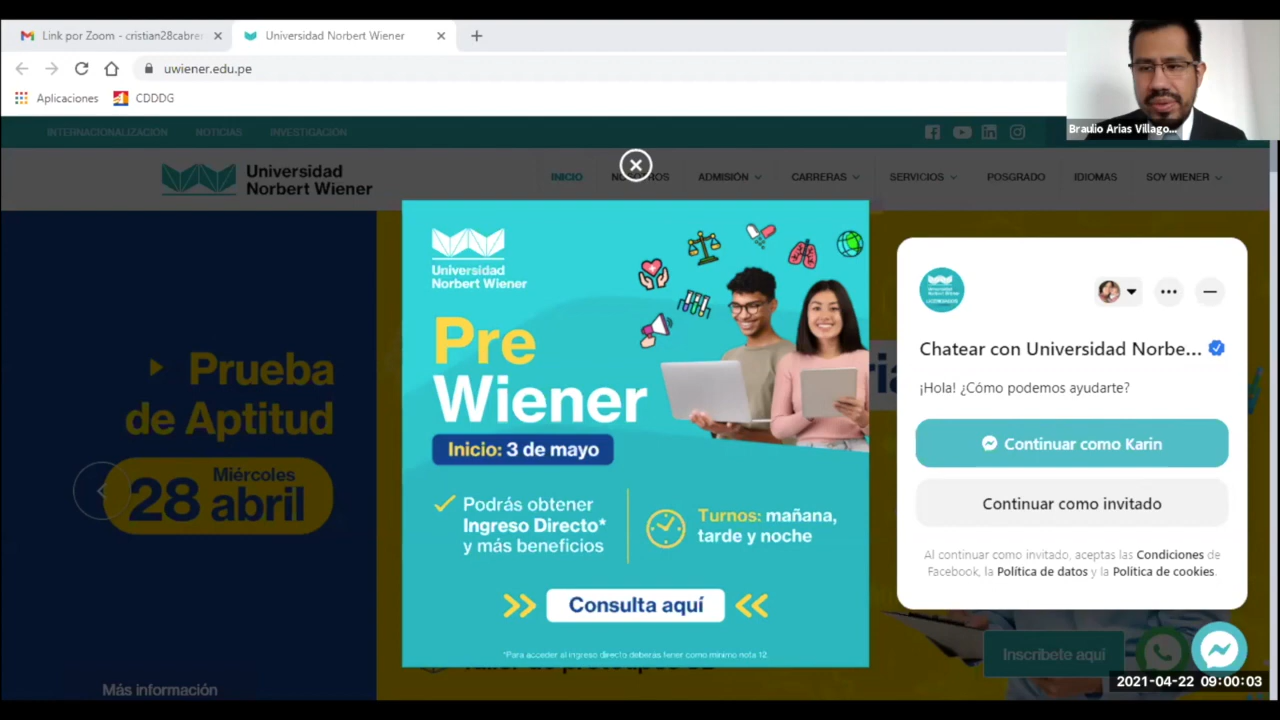 Link por Zoom - cristian28cabre
Universidad Norbert Wiener
uwiener.edu.pe
Aplicaciones
CDDDG
Braulio Arias Villago...
INTERNACIONALIZACIÓN
NOTICIAS
INVESTIGACIÓN
Universidad
Norbert Wiener
INICIO
NOSOTROS
ADMISIÓN
CARRERAS
SERVICIOS
POSGRADO
IDIOMAS
SOY WIENER
Prueba
de Aptitud
Miércoles
28 abril
Más información
Universidad
Norbert Wiener
Pre
Wiener
Inicio: 3 de mayo
Podrás obtener
Ingreso Directo*
y más beneficios
Turnos: mañana,
tarde y noche
Consulta aquí
*Para acceder al ingreso directo deberás tener como mínimo nota 12.
Chatear con Universidad Norbe...
¡Hola! ¿Cómo podemos ayudarte?
Continuar como Karin
Continuar como invitado
Al continuar como invitado, aceptas las Condiciones de
Facebook, la Política de datos y la Política de cookies.
Inscríbete aquí
2021-04-22 09:00:03